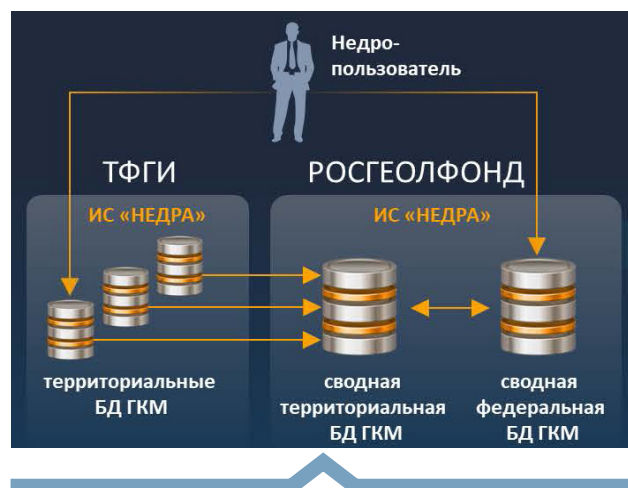 Недро-
пользователь
ТФГИ
РОСГЕОЛФОНД
ИС «НЕДРА»
ИС «НЕДРА»
территориальные
БД ГКМ
сводная
территориальная
БД ГКМ
сводная
федеральная
БД ГКМ